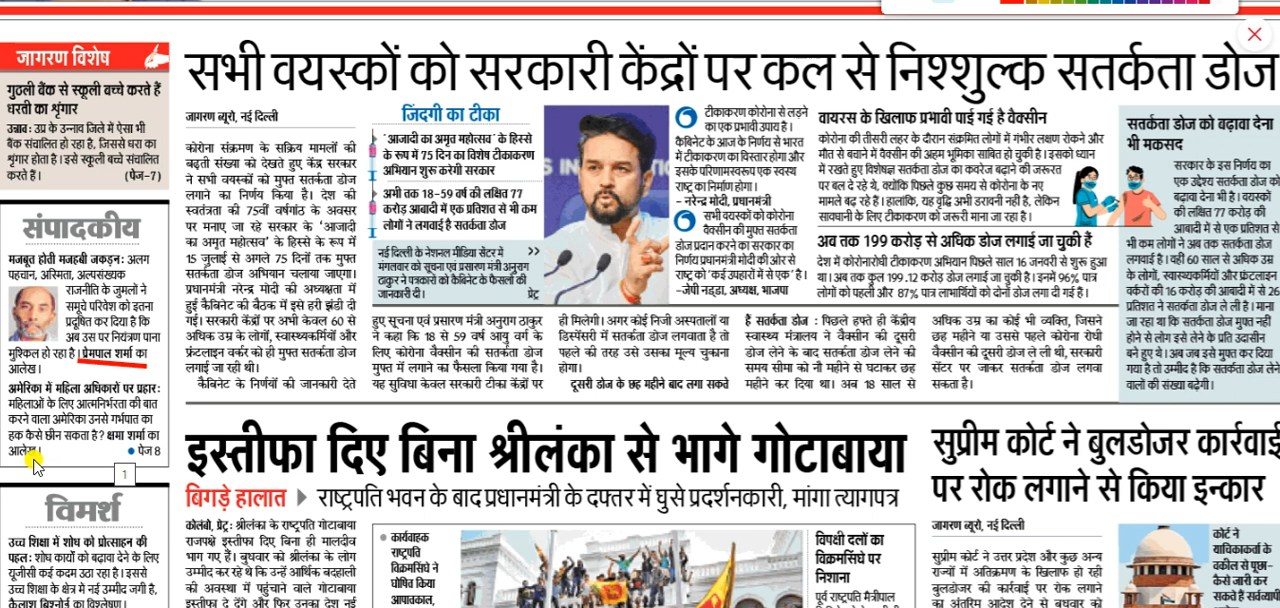 जागरण विशेष
गुठली बैंक से स्कूली बच्चे करते हैं
धरती का शृंगार
उन्नाव: उप्र के उन्नाव जिले में ऐसा भी
बैंक संचालित हो रहा है, जिससे धरा का
शृंगार होता है। इसे स्कूली बच्चे संचालित
करते हैं। (पेज-7)
संपादकीय
मजबूत होती मजहबी जकड़न: अलग
पहचान, अस्मिता, अल्पसंख्यक
राजनीति के जुमलों ने
समूचे परिवेश को इतना
प्रदूषित कर दिया है कि
अब उस पर नियंत्रण पाना
मुश्किल हो रहा है। प्रेमपाल शर्मा का
आलेख।
अमेरिका में महिला अधिकारों पर प्रहार:
महिलाओं के लिए आत्मनिर्भरता की बात
करने वाला अमेरिका उनसे गर्भपात का
हक कैसे छीन सकता है? क्षमा शर्मा का
पेज 8
1
विमर्श
उच्च शिक्षा में शोध को प्रोत्साहन की
पहल: शोध कार्यों को बढ़ावा देने के लिए
यूजीसी कई कदम उठा रहा है। इससे
उच्च शिक्षा के क्षेत्र में नई उम्मीद जगी है,
कैलाश बिश्नोई का विश्लेषण।
सभी वयस्कों को सरकारी केंद्रों पर कल से निश्शुल्क सतर्कता डोज
जागरण ब्यूरो, नई दिल्ली
कोरोना संक्रमण के सक्रिय मामलों की
बढ़ती संख्या को देखते हुए केंद्र सरकार
ने सभी वयस्कों को मुफ्त सतर्कता डोज
लगाने का निर्णय किया है। देश की
स्वतंत्रता की 75वीं वर्षगांठ के अवसर
पर मनाए जा रहे सरकार के 'आजादी
का अमृत महोत्सव' के हिस्से के रूप में
15 जुलाई से अगले 75 दिनों तक मुफ्त
सतर्कता डोज अभियान चलाया जाएगा।
प्रधानमंत्री नरेन्द्र मोदी की अध्यक्षता में
हुई कैबिनेट की बैठक में इसे हरी झंडी दी
गई। सरकारी केंद्रों पर अभी केवल 60 से
अधिक उम्र के लोगों, स्वास्थ्यकर्मियों और
फ्रंटलाइन वर्कर को ही मुफ्त सतर्कता डोज
लगाई जा रही थी।
कैबिनेट के निर्णयों की जानकारी देते
जिंदगी का टीका
'आजादी का अमृत महोत्सव' के हिस्से
के रूप में 75 दिन का विशेष टीकाकरण
अभियान शुरू करेगी सरकार
अभी तक 18-59 वर्ष की लक्षित 77
करोड़ आबादी में एक प्रतिशत से भी कम
लोगों ने लगवाई है सतर्कता डोज
नई दिल्ली के नेशनल मीडिया सेंटर में >>
मंगलवार को सूचना एवं प्रसारण मंत्री अनुराग
ठाकुर ने पत्रकारों को कैबिनेट के फैसलों की
जानकारी दी। प्रेट्र
हुए सूचना एवं प्रसारण मंत्री अनुराग ठाकुर
ने कहा कि 18 से 59 वर्ष आयु वर्ग के
लिए कोरोना वैक्सीन की सतर्कता डोज
मुफ्त में लगाने का फैसला किया गया है।
यह सुविधा केवल सरकारी टीका केंद्रों पर
टीकाकरण कोरोना से लड़ने
का एक प्रभावी उपाय है।
कैबिनेट के आज के निर्णय से भारत
में टीकाकरण का विस्तार होगा और
इसके परिणामस्वरूप एक स्वस्थ
राष्ट्र का निर्माण होगा।
- नरेन्द्र मोदी, प्रधानमंत्री
सभी वयस्कों को कोरोना
वैक्सीन की मुफ्त सतर्कता
डोज प्रदान करने का सरकार का
निर्णय प्रधानमंत्री मोदी की ओर से
राष्ट्र को 'कई उपहारों में से एक' है।
-जेपी नड्डा, अध्यक्ष, भाजपा
ही मिलेगी। अगर कोई निजी अस्पतालों या
डिस्पेंसरी में सतर्कता डोज लगवाता है तो
पहले की तरह उसे उसका मूल्य चुकाना
होगा।
दूसरी डोज के छह महीने बाद लगा सकते
वायरस के खिलाफ प्रभावी पाई गई है वैक्सीन
कोरोना की तीसरी लहर के दौरान संक्रमित लोगों में गंभीर लक्षण रोकने और
मौत से बचाने में वैक्सीन की अहम भूमिका साबित हो चुकी है। इसको ध्यान
में रखते हुए विशेषज्ञ सतर्कता डोज का कवरेज बढ़ाने की जरूरत
पर बल दे रहे थे, क्योंकि पिछले कुछ समय से कोरोना के नए
मामले बढ़ रहे हैं। हालांकि, यह वृद्धि अभी डरावनी नहीं है, लेकिन
सावधानी के लिए टीकाकरण को जरूरी माना जा रहा है।
अब तक 199 करोड़ से अधिक डोज लगाई जा चुकी हैं
देश में कोरोनारोधी टीकाकरण अभियान पिछले साल 16 जनवरी से शुरू हुआ
था। अब तक कुल 199.12 करोड़ डोज लगाई जा चुकी हैं। इनमें 96% पात्र
लोगों को पहली और 87% पात्र लाभार्थियों को दोनों डोज लगा दी गई हैं।
हैं सतर्कता डोज : पिछले हफ्ते ही केंद्रीय
स्वास्थ्य मंत्रालय ने वैक्सीन की दूसरी
डोज लेने के बाद सतर्कता डोज लेने की
समय सीमा को नौ महीने से घटाकर छह
महीने कर दिया था। अब 18 साल से
अधिक उम्र का कोई भी व्यक्ति, जिसने
छह महीने या उससे पहले कोरोना रोधी
वैक्सीन की दूसरी डोज ले ली थी, सरकारी
सेंटर पर जाकर सतर्कता डोज लगवा
सकता है।
सतर्कता डोज को बढ़ावा देना
भी मकसद
सरकार के इस निर्णय का
एक उद्देश्य सतर्कता डोज को
बढ़ावा देना भी है। वयस्कों
की लक्षित 77 करोड़ की
आबादी में से एक प्रतिशत से
भी कम लोगों ने अब तक सतर्कता डोज
लगवाई है। वहीं 60 साल से अधिक उम्र
के लोगों, स्वास्थ्यकर्मियों और फ्रंटलाइन
वर्करों की 16 करोड़ की आबादी में से 26
प्रतिशत ने सतर्कता डोज ले ली है। माना
जा रहा था कि सतर्कता डोज मुफ्त नहीं
होने से लोग इसे लेने के प्रति उदासीन
बने हुए थे। अब जब इसे मुफ्त कर दिया
गया है तो उम्मीद है कि सतर्कता डोज लेने
वालों की संख्या बढ़ेगी।
इस्तीफा दिए बिना श्रीलंका से भागे गोटाबाया
बिगड़े हालात राष्ट्रपति भवन के बाद प्रधानमंत्री के दफ्तर में घुसे प्रदर्शनकारी, मांगा त्यागपत्र
कोलंबो, प्रेट्र: श्रीलंका के राष्ट्रपति गोटाबाया
राजपक्षे इस्तीफा दिए बिना ही मालदीव
भाग गए हैं। बुधवार को श्रीलंका के लोग
उम्मीद कर रहे थे कि उन्हें आर्थिक बदहाली
की अवस्था में पहुंचाने वाले गोटाबाया
इस्तीफा दे देंगे और फिर उनका देश नई
कार्यवाहक
राष्ट्रपति
विक्रमसिंघे ने
घोषित किया
आपातकाल,
विपक्षी दलों का
विक्रमसिंघे पर
निशाना
पूर्व राष्ट्रपति मैत्रीपाल
सुप्रीम कोर्ट ने बुलडोजर कार्रवाई
पर रोक लगाने से किया इन्कार
जागरण ब्यूरो, नई दिल्ली
सुप्रीम कोर्ट ने उत्तर प्रदेश और कुछ अन्य
राज्यों में अतिक्रमण के खिलाफ हो रही
बुलडोजर की कार्रवाई पर रोक लगाने
का अंतरिम आदेश देने से बुधवार को
कोर्ट ने
याचिकाकर्ता के
वकील से पूछा-
कैसे जारी कर
सकते हैं